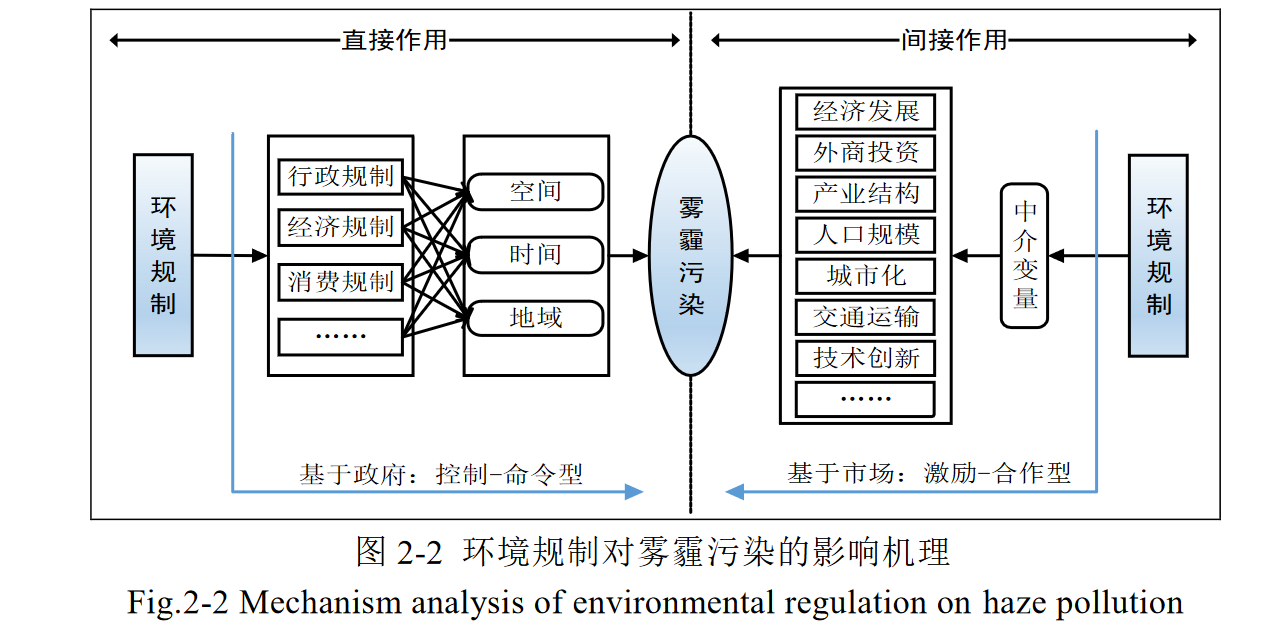 直接作用
间接作用
环境规制
行政规制
经济规制
消费规制
……
空间
时间
地域
雾霾污染
经济发展
外商投资
产业结构
人口规模
城市化
交通运输
技术创新
……
中介变量
环境规制
基于政府：控制-命令型
基于市场：激励-合作型
图 2-2 环境规制对雾霾污染的影响机理
Fig.2-2 Mechanism analysis of environmental regulation on haze pollution